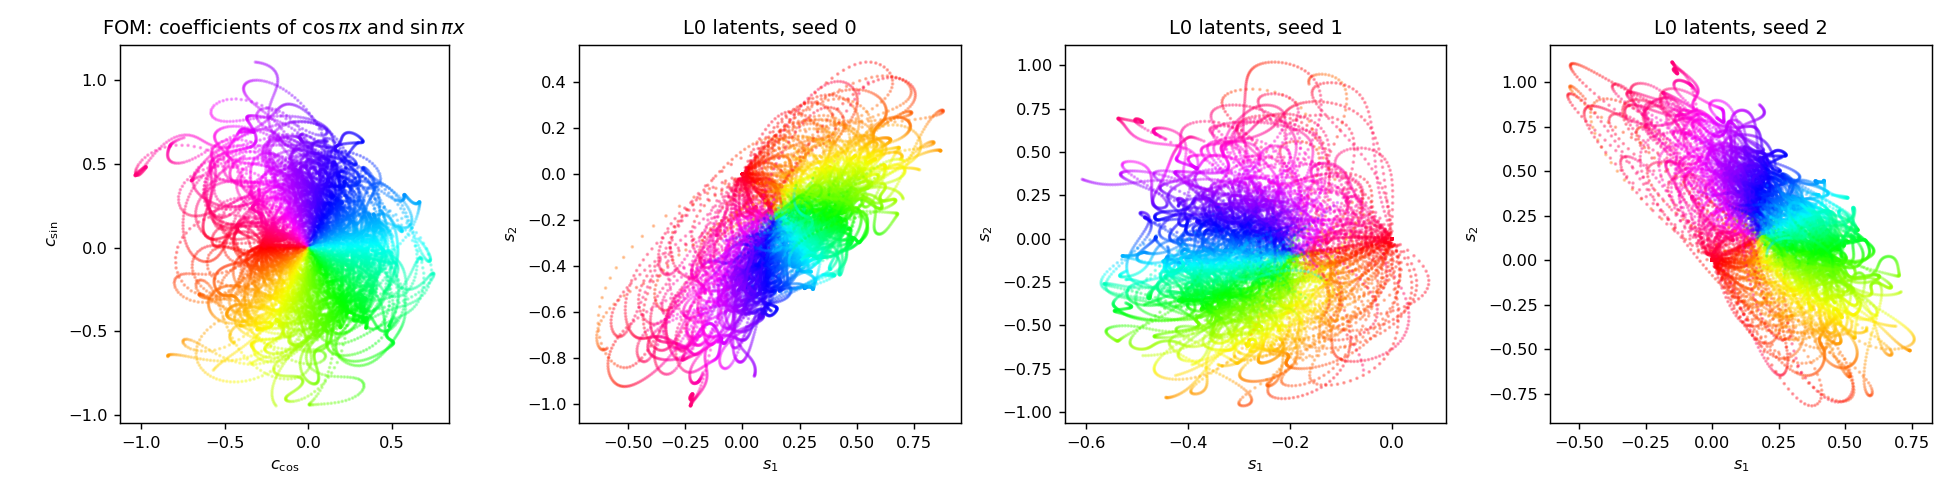 FOM: coefficients of cos πx and sin πx
1.0
0.5
0.0
−0.5
−1.0
c_sin
−1.0 −0.5 0.0 0.5
c_cos
L0 latents, seed 0
0.4
0.2
0.0
−0.2
−0.4
−0.6
−0.8
−1.0
s₂
−0.50 −0.25 0.00 0.25 0.50 0.75
s₁
L0 latents, seed 1
1.00
0.75
0.50
0.25
0.00
−0.25
−0.50
−0.75
−1.00
s₂
−0.6 −0.4 −0.2 0.0
s₁
L0 latents, seed 2
1.00
0.75
0.50
0.25
0.00
−0.25
−0.50
−0.75
s₂
−0.50 −0.25 0.00 0.25 0.50 0.75
s₁